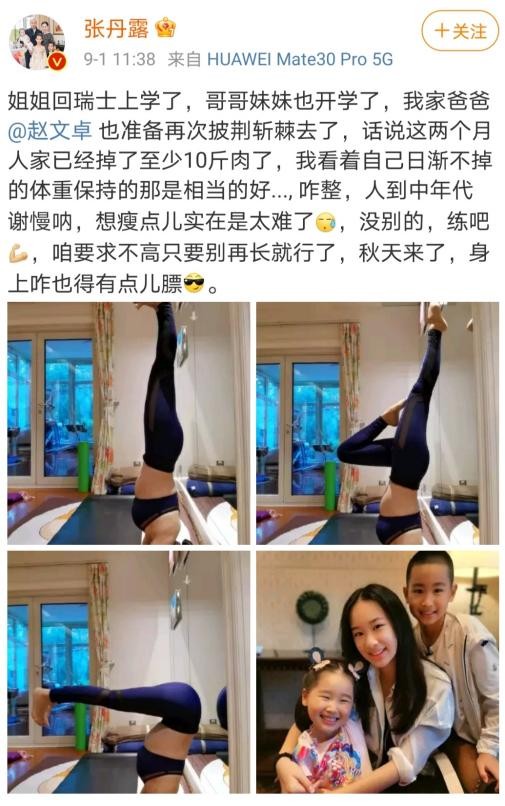 张丹露
+关注
9-1 11:38 来自 HUAWEI Mate30 Pro 5G
姐姐回瑞士上学了，哥哥妹妹也开学了，我家爸爸
@赵文卓 也准备再次披荆斩棘去了，话说这两个月
人家已经掉了至少10斤肉了，我看着自己日渐不掉
的体重保持的那是相当的好..., 咋整，人到中年代
谢慢呐，想瘦点儿实在是太难了😥，没别的，练吧
💪，咱要求不高只要别再长就行了，秋天来了，身
上咋也得有点儿膘😎。